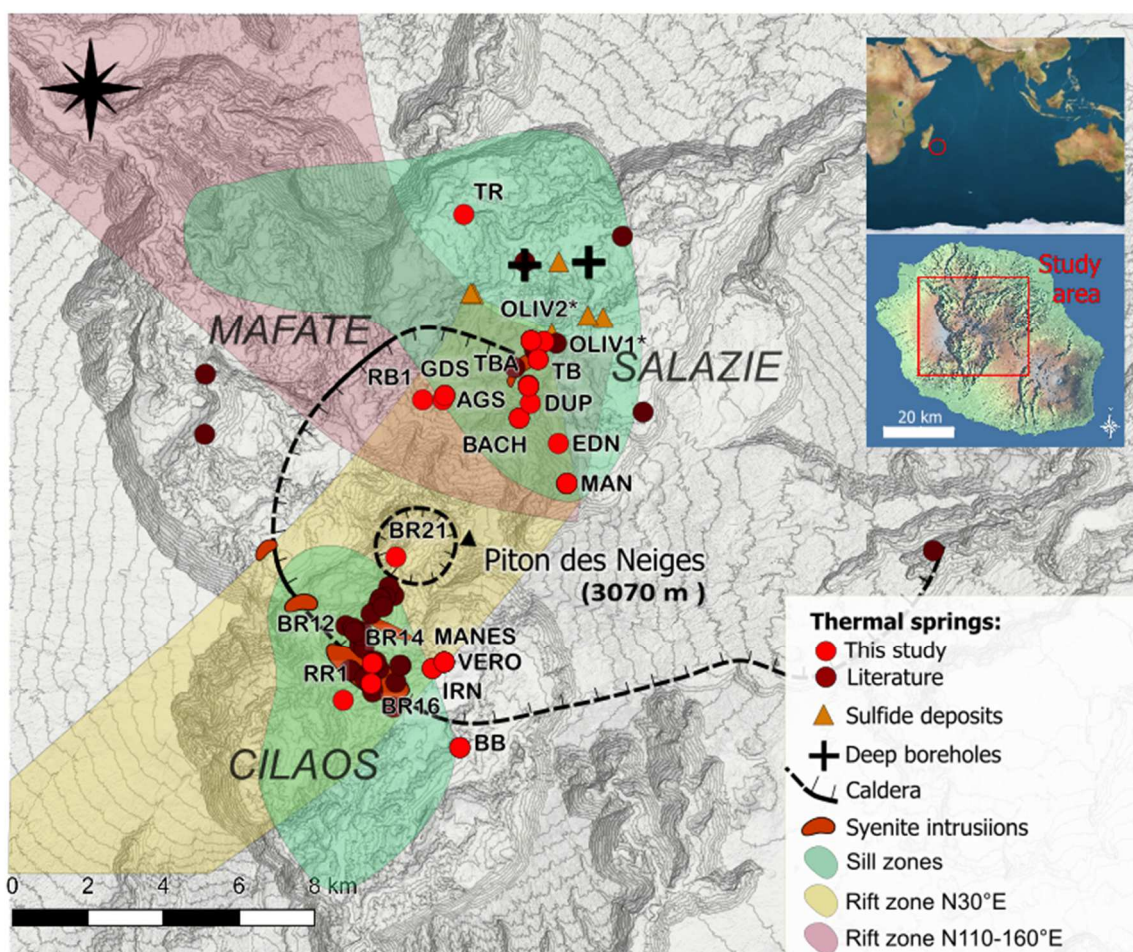 TR
OLIV2*
MAFATE
OLIV1*
SALAZIE
RB1
GDS
TBA
TB
AGS
DUP
BACH
EDN
MAN
BR21
Piton des Neiges
(3070 m )
BR12
BR14
MANES
VERO
RR1
IRN
BR16
CILAOS
BB
0 2 4 6 8 km
Study
area
20 km
Thermal springs:
This study
Literature
Sulfide deposits
Deep boreholes
Caldera
Syenite intrusiions
Sill zones
Rift zone N30°E
Rift zone N110-160°E